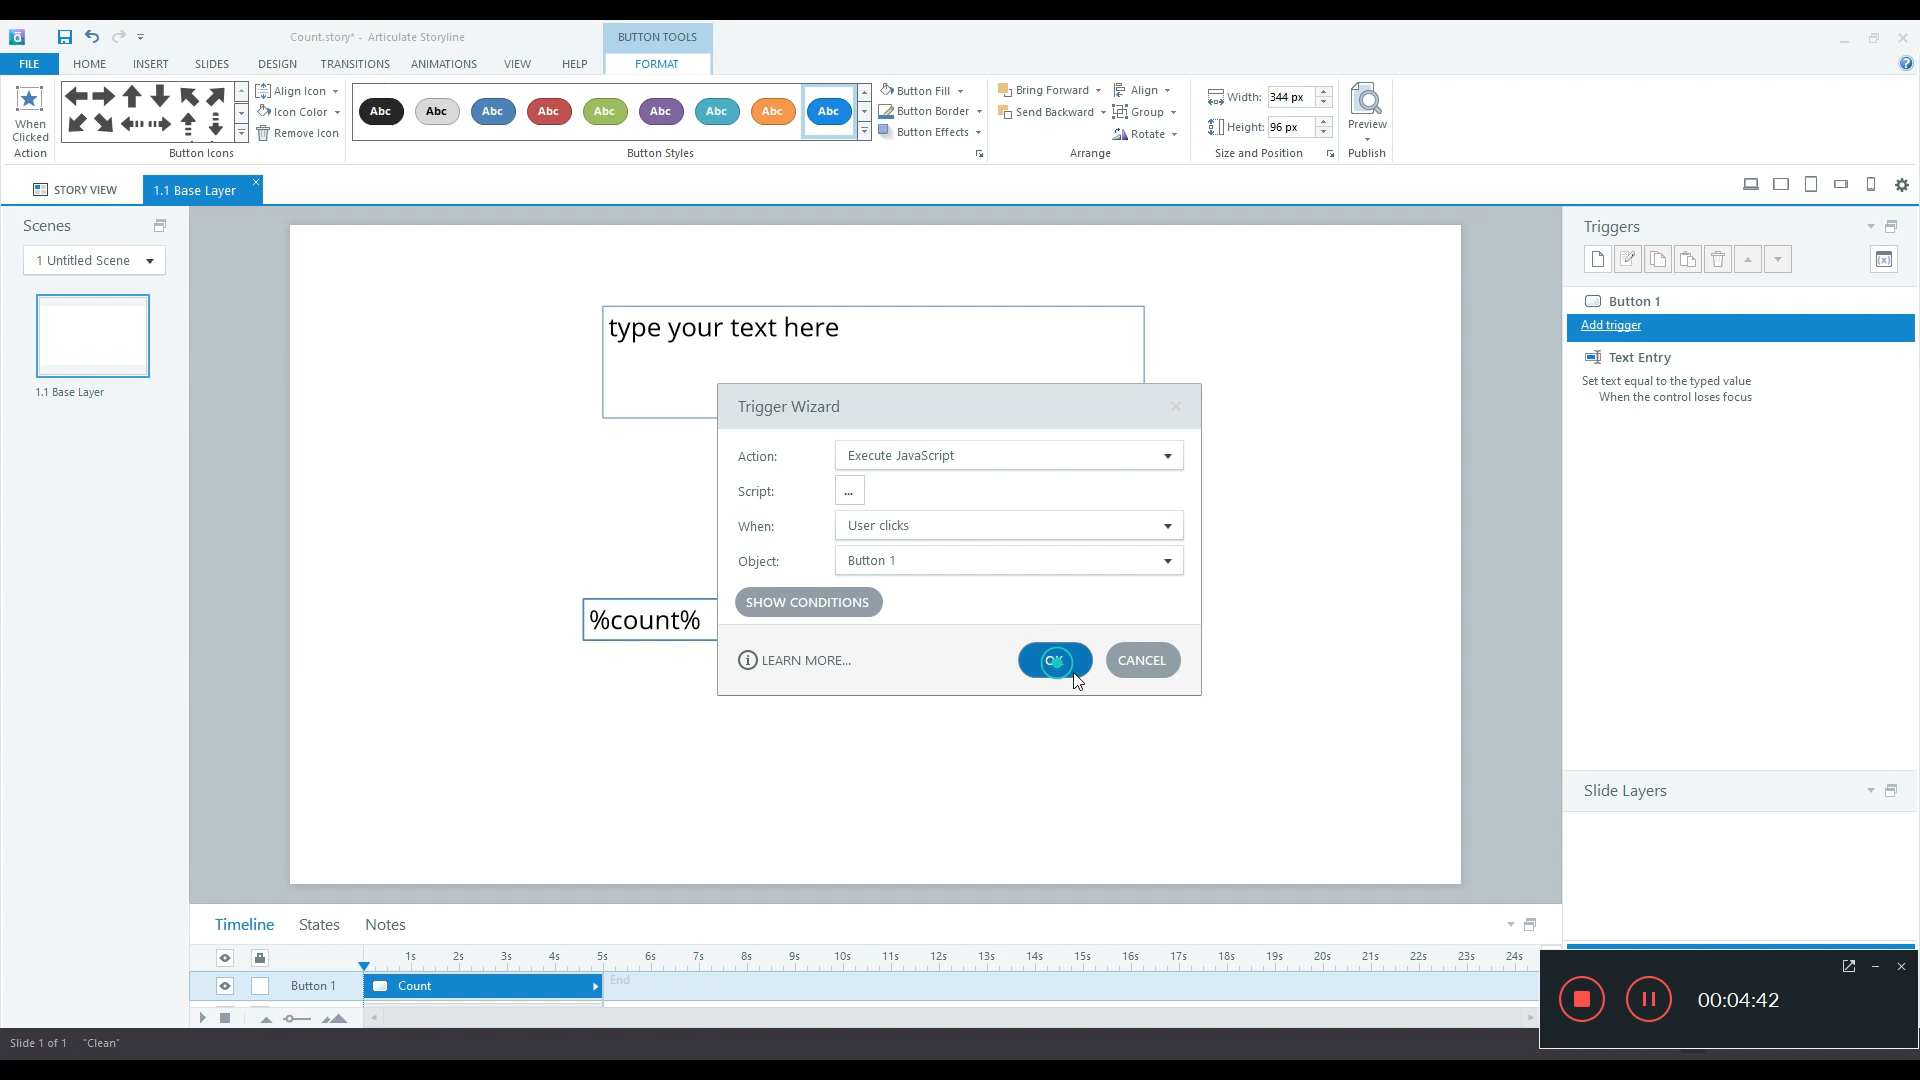 Count.story* - Articulate Storyline
BUTTON TOOLS
FILE HOME INSERT SLIDES DESIGN TRANSITIONS ANIMATIONS VIEW HELP FORMAT
When
Clicked
Action
Align Icon
Icon Color
Remove Icon
Button Icons
Abc Abc Abc Abc Abc Abc Abc Abc Abc
Button Styles
Button Fill
Button Border
Button Effects
Bring Forward
Send Backward
Align
Group
Rotate
Arrange
Width: 344 px
Height: 96 px
Size and Position
Preview
Publish
STORY VIEW
1.1 Base Layer
Scenes
1 Untitled Scene
1.1 Base Layer
type your text here
%count%
Trigger Wizard
Action: Execute JavaScript
Script: ...
When: User clicks
Object: Button 1
SHOW CONDITIONS
LEARN MORE...
OK
CANCEL
Triggers
Button 1
Add trigger
Text Entry
Set text equal to the typed value
When the control loses focus
Slide Layers
Timeline States Notes
1s 2s 3s 4s 5s 6s 7s 8s 9s 10s 11s 12s 13s 14s 15s 16s 17s 18s 19s 20s 21s 22s 23s 24s
Button 1 Count End
00:04:42
Slide 1 of 1 "Clean"